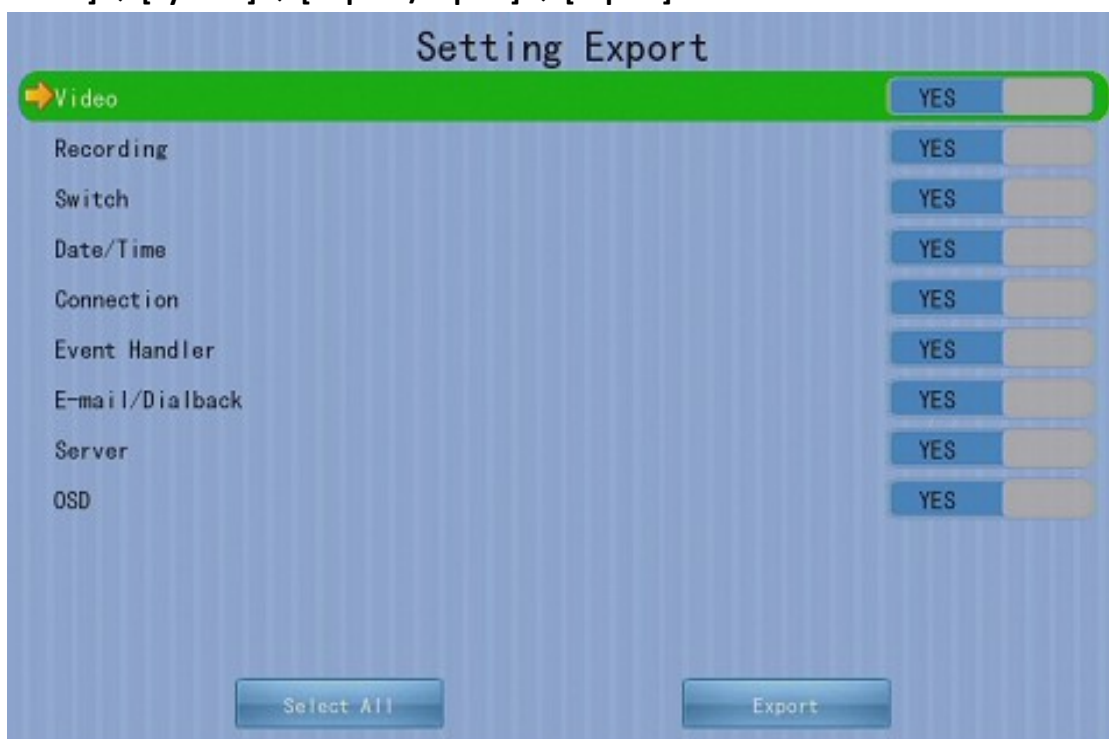 Setting Export
Video YES
Recording YES
Switch YES
Date/Time YES
Connection YES
Event Handler YES
E-mail/Dialback YES
Server YES
OSD YES
Select All Export